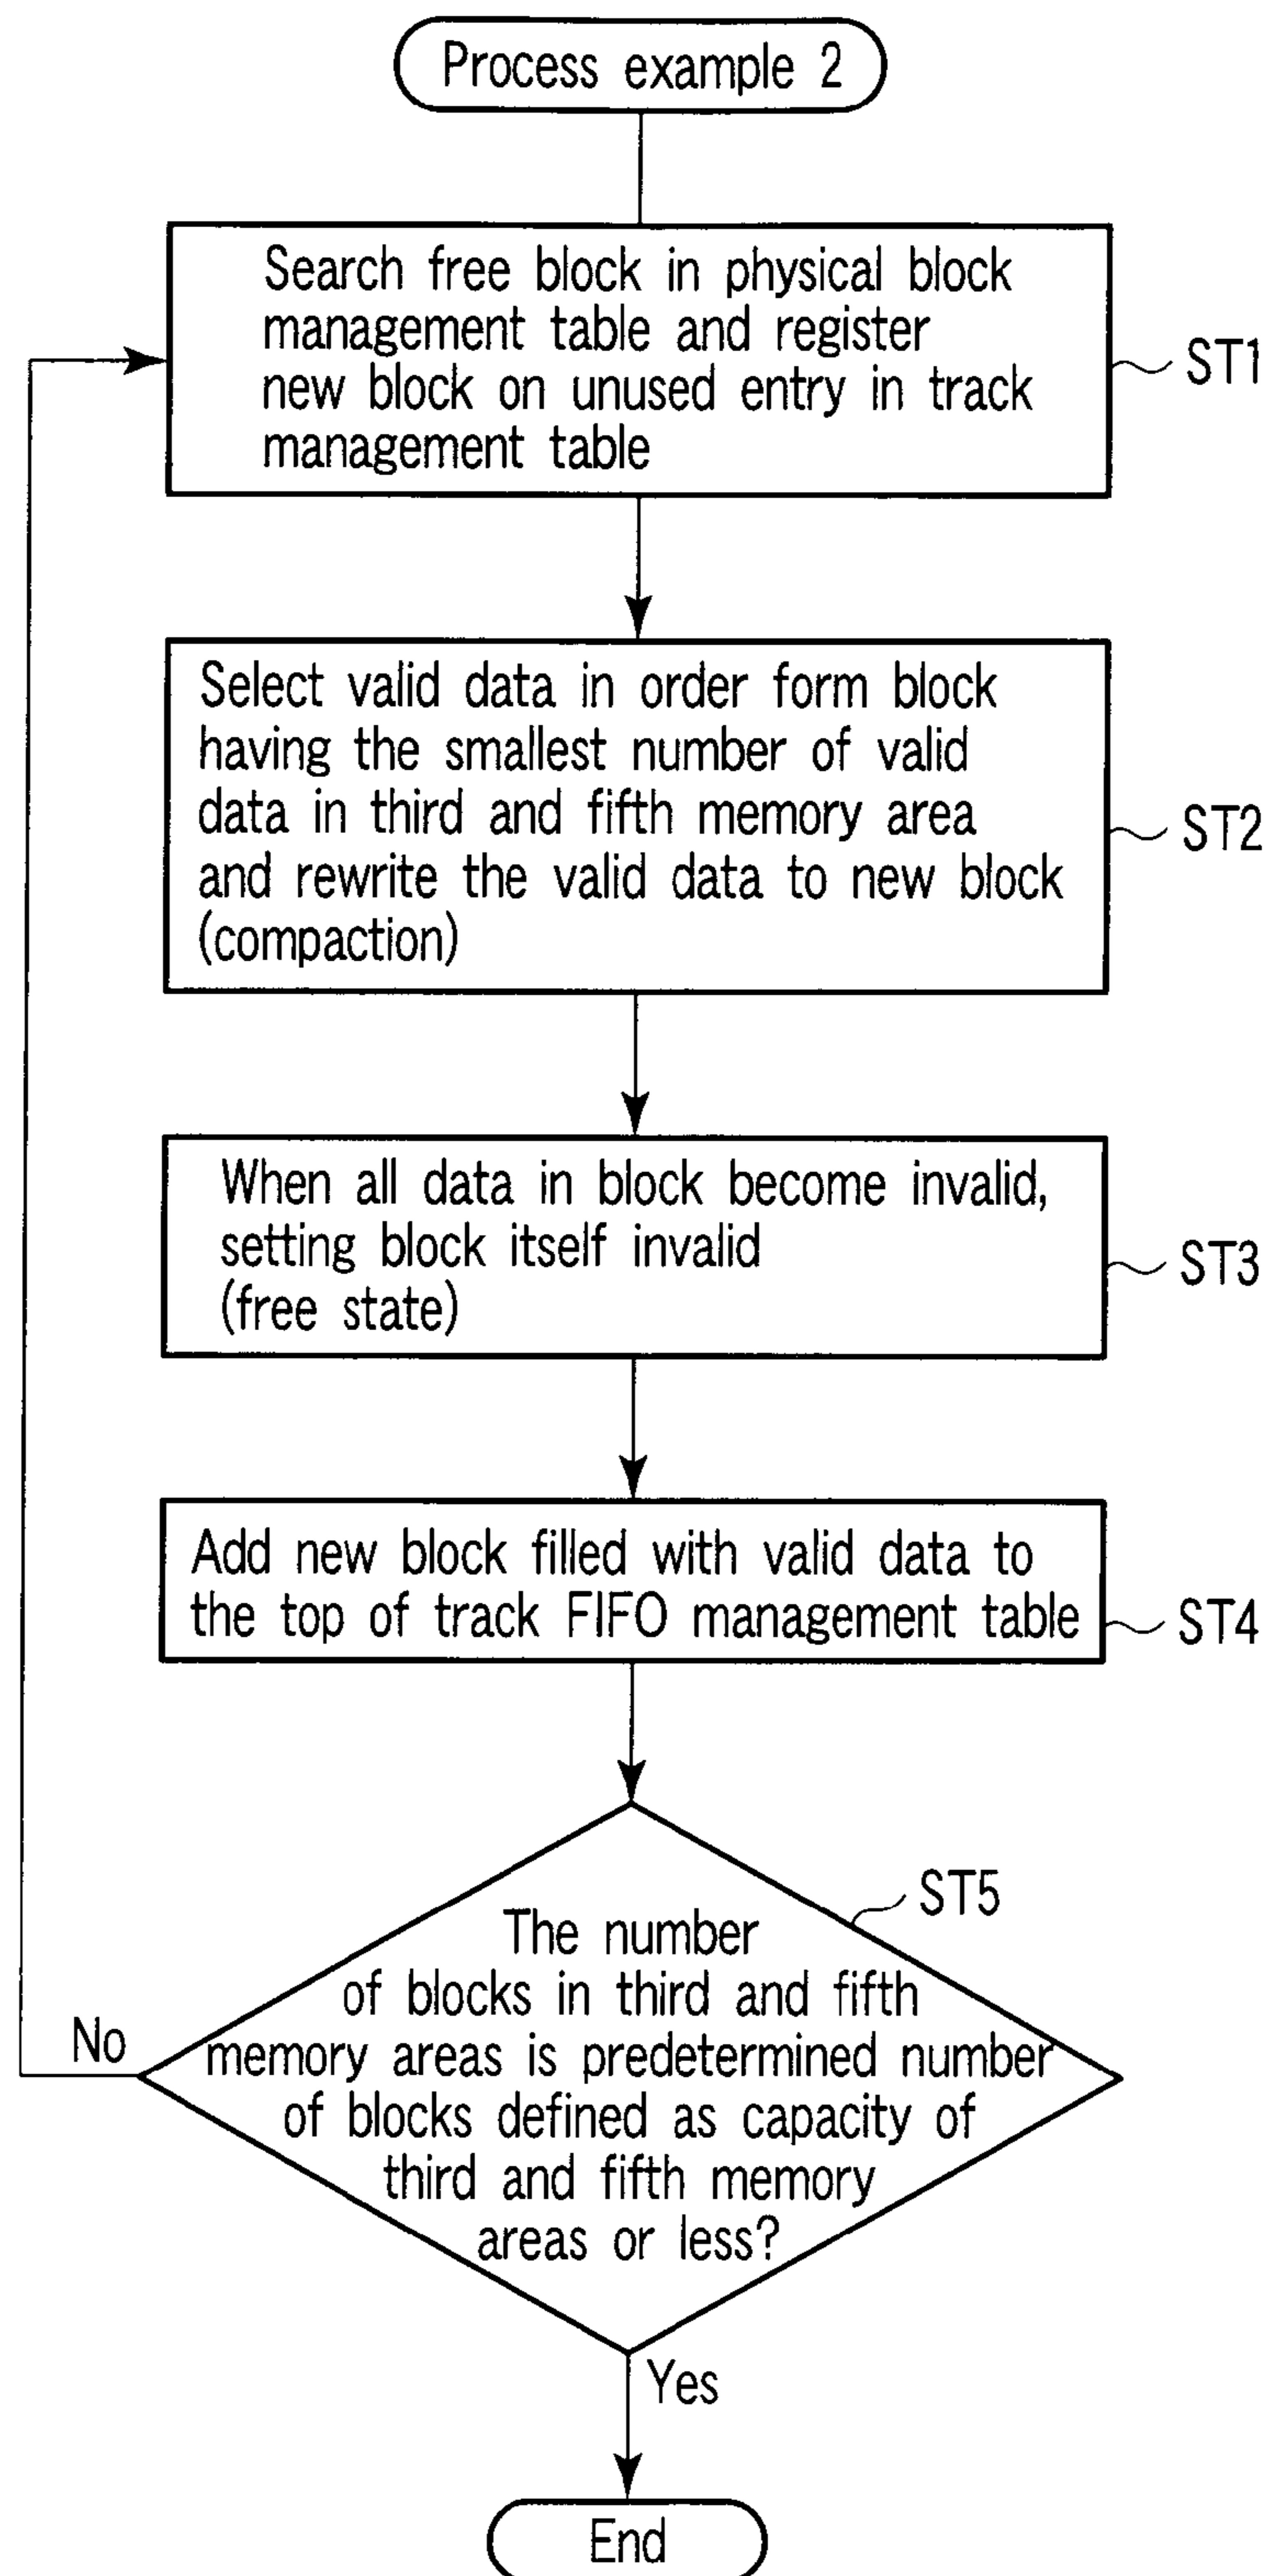 Process example 2
Search free block in physical block
management table and register
new block on unused entry in track
management table
ST1
Select valid data in order form block
having the smallest number of valid
data in third and fifth memory area
and rewrite the valid data to new block
(compaction)
ST2
When all data in block become invalid,
setting block itself invalid
(free state)
ST3
Add new block filled with valid data to
the top of track FIFO management table
ST4
ST5
The number
of blocks in third and fifth
memory areas is predetermined number
of blocks defined as capacity of
third and fifth memory
areas or less?
No
Yes
End